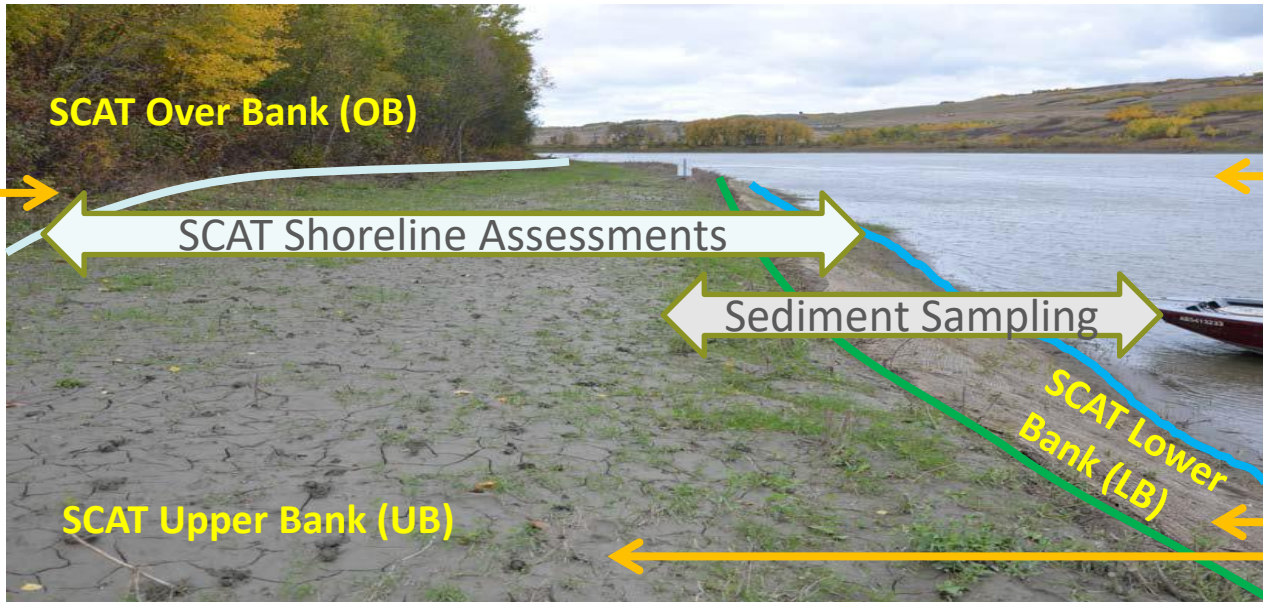 SCAT Over Bank (OB)
SCAT Shoreline Assessments
Sediment Sampling
SCAT Lower
Bank (LB)
SCAT Upper Bank (UB)